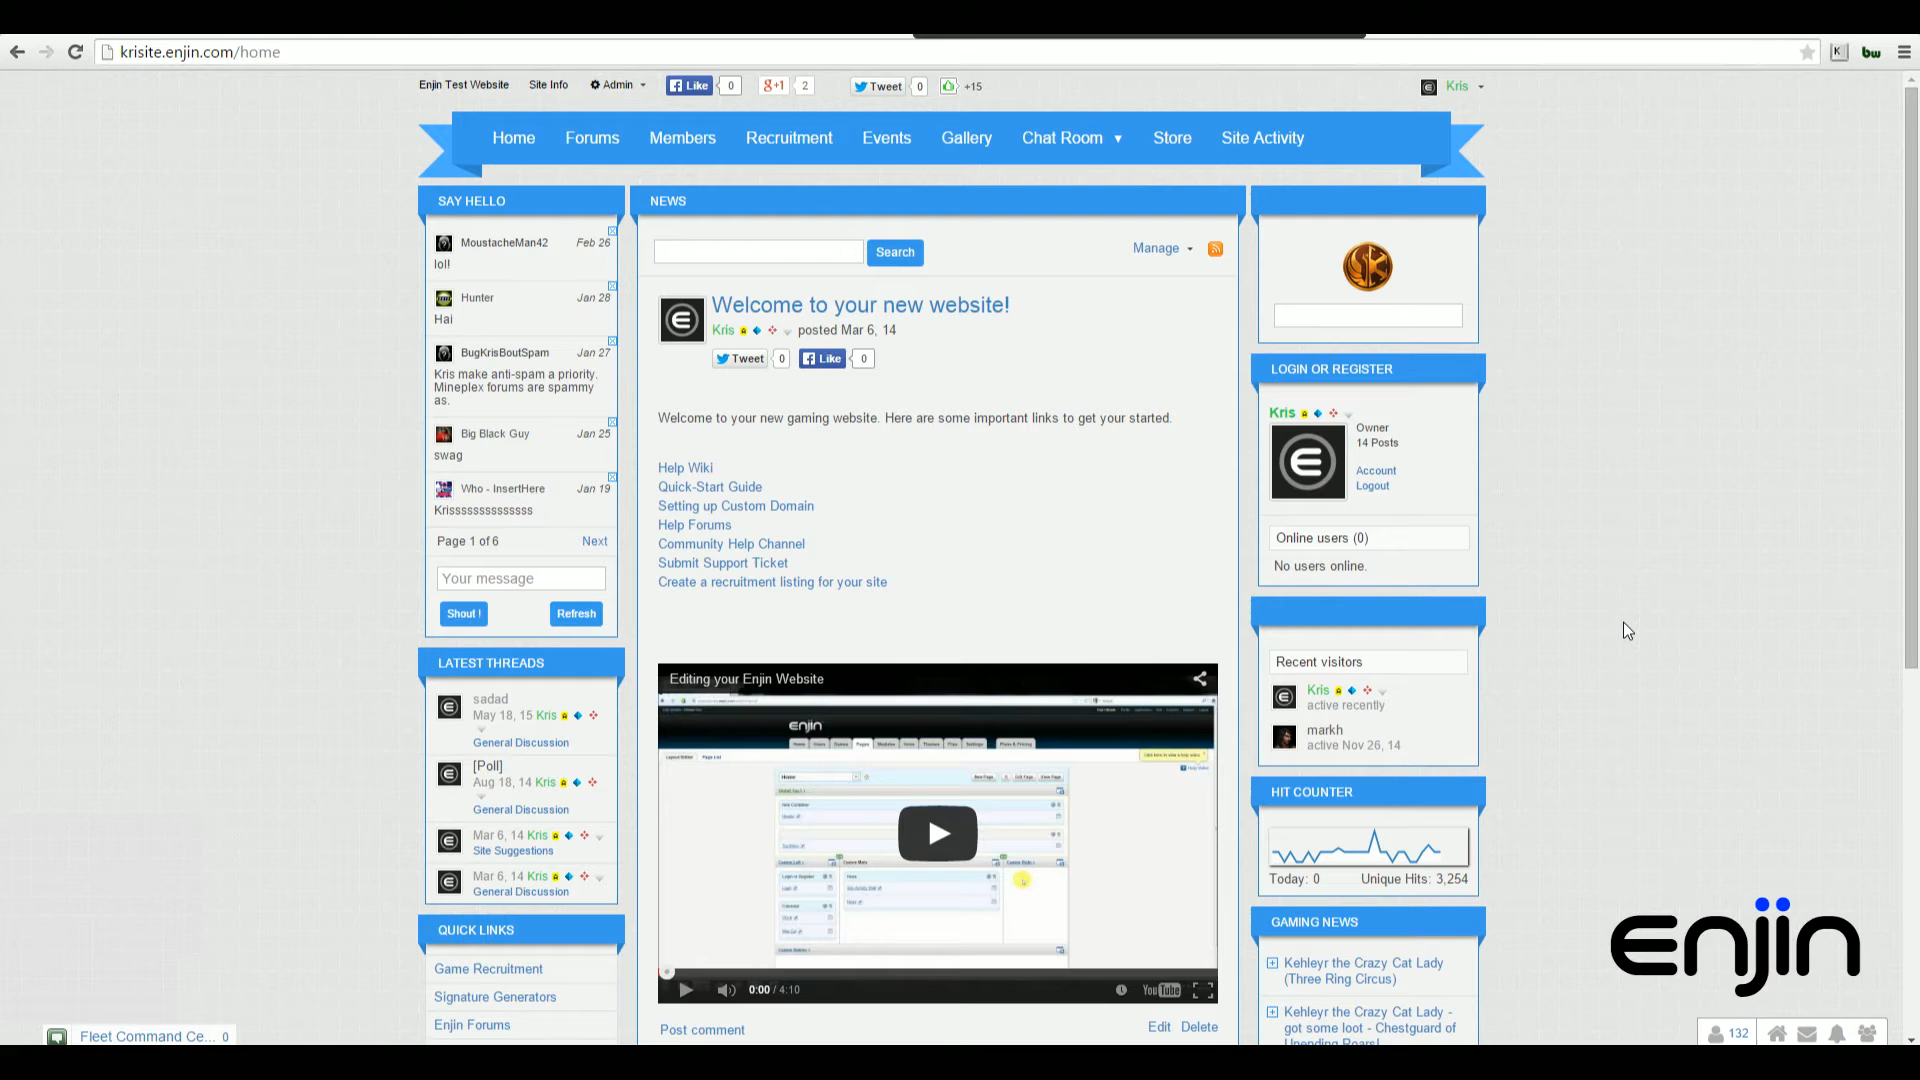 krisite.enjin.com/home
K
bw
Enjin Test Website Site Info Admin Like 0 g+1 2 Tweet 0 +15 Kris
Home Forums Members Recruitment Events Gallery Chat Room Store Site Activity
SAY HELLO
MoustacheMan42 Feb 26
lol!
Hunter Jan 28
Hai
BugKrisBoutSpam Jan 27
Kris make anti-spam a priority.
Mineplex forums are spammy
as.
Big Black Guy Jan 25
swag
Who - InsertHere Jan 19
Krissssssssssssss
Page 1 of 6 Next
Your message
Shout ! Refresh
LATEST THREADS
sadad
May 18, 15 Kris
General Discussion
[Poll]
Aug 18, 14 Kris
General Discussion
Mar 6, 14 Kris
Site Suggestions
Mar 6, 14 Kris
General Discussion
QUICK LINKS
Game Recruitment
Signature Generators
Enjin Forums
Fleet Command Ce... 0
NEWS
Search
Manage
Welcome to your new website!
Kris posted Mar 6, 14
Tweet 0 Like 0
Welcome to your new gaming website. Here are some important links to get your started.
Help Wiki
Quick-Start Guide
Setting up Custom Domain
Help Forums
Community Help Channel
Submit Support Ticket
Create a recruitment listing for your site
Editing your Enjin Website
enjin
0:00 / 4:10
YouTube
Post comment Edit Delete
LOGIN OR REGISTER
Kris
Owner
14 Posts
Account
Logout
Online users (0)
No users online.
Recent visitors
Kris
active recently
markh
active Nov 26, 14
HIT COUNTER
Today: 0 Unique Hits: 3,254
GAMING NEWS
Kehleyr the Crazy Cat Lady
(Three Ring Circus)
Kehleyr the Crazy Cat Lady -
got some loot - Chestguard of
Unending Roars!
enjin
132